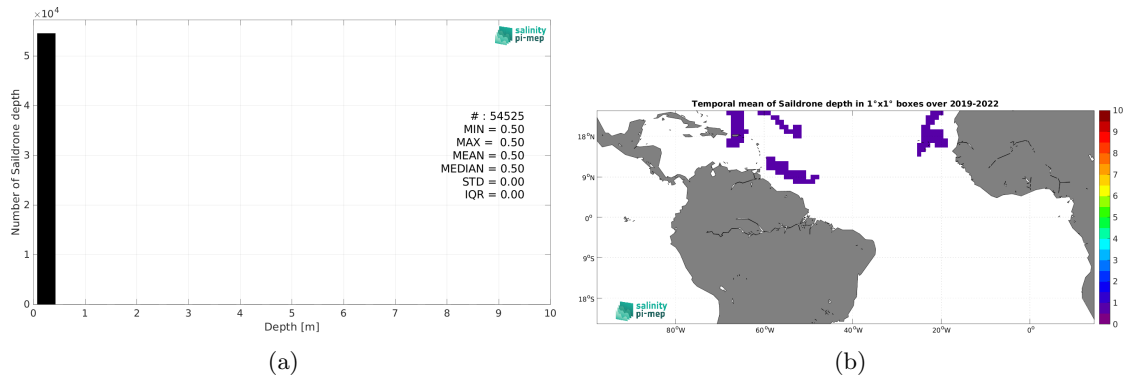 ×10⁴
salinity
pi-mep
Number of Saildrone depth
5
4
3
2
1
0
# : 54525
MIN = 0.50
MAX = 0.50
MEAN = 0.50
MEDIAN = 0.50
STD = 0.00
IQR = 0.00
0 1 2 3 4 5 6 7 8 9 10
Depth [m]
(a)
Temporal mean of Saildrone depth in 1°x1° boxes over 2019-2022
18°N
9°N
0°
9°S
18°S
80°W 60°W 40°W 20°W 0°
10
9
8
7
6
5
4
3
2
1
0
salinity
pi-mep
(b)